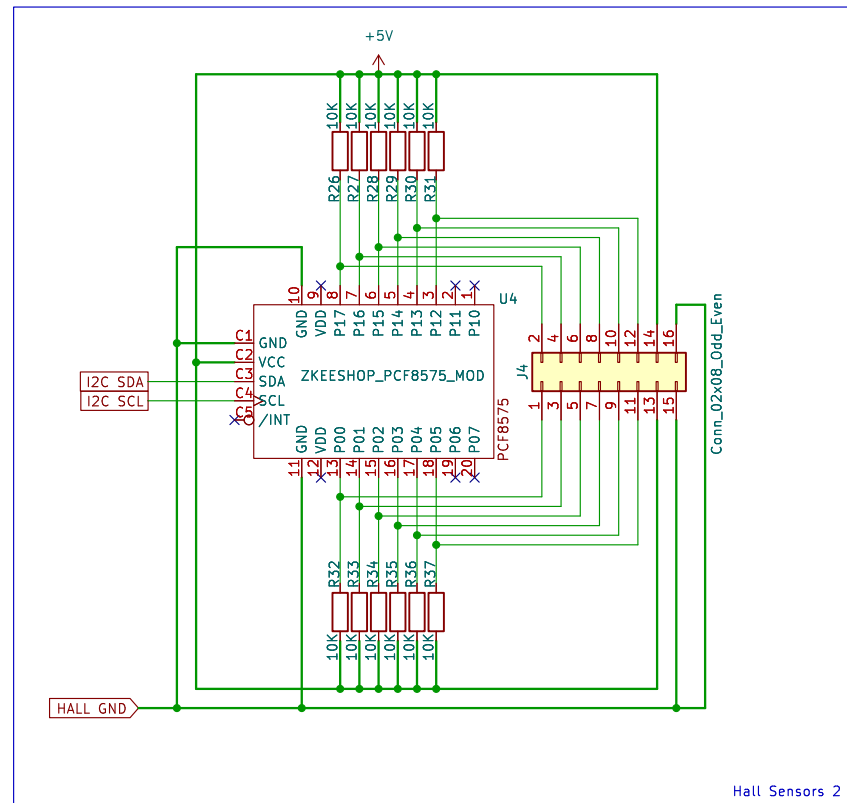 +5V
10K 10K 10K 10K 10K 10K
R26 R27 R28 R29 R30 R31
10 9 8 7 6 5 4 3 2 1
U4
GND VDD P17 P16 P15 P14 P13 P12 P11 P10
C1 GND
C2 VCC
C3 SDA
C4 SCL
C5 /INT
ZKEESHOP_PCF8575_MOD
PCF8575
I2C SDA
I2C SCL
GND VDD P00 P01 P02 P03 P04 P05 P06 P07
11 12 13 14 15 16 17 18 19 20
2 4 6 8 10 12 14 16
J4
1 3 5 7 9 11 13 15
Conn_02x08_Odd_Even
R32 R33 R34 R35 R36 R37
10K 10K 10K 10K 10K 10K
HALL GND
Hall Sensors 2